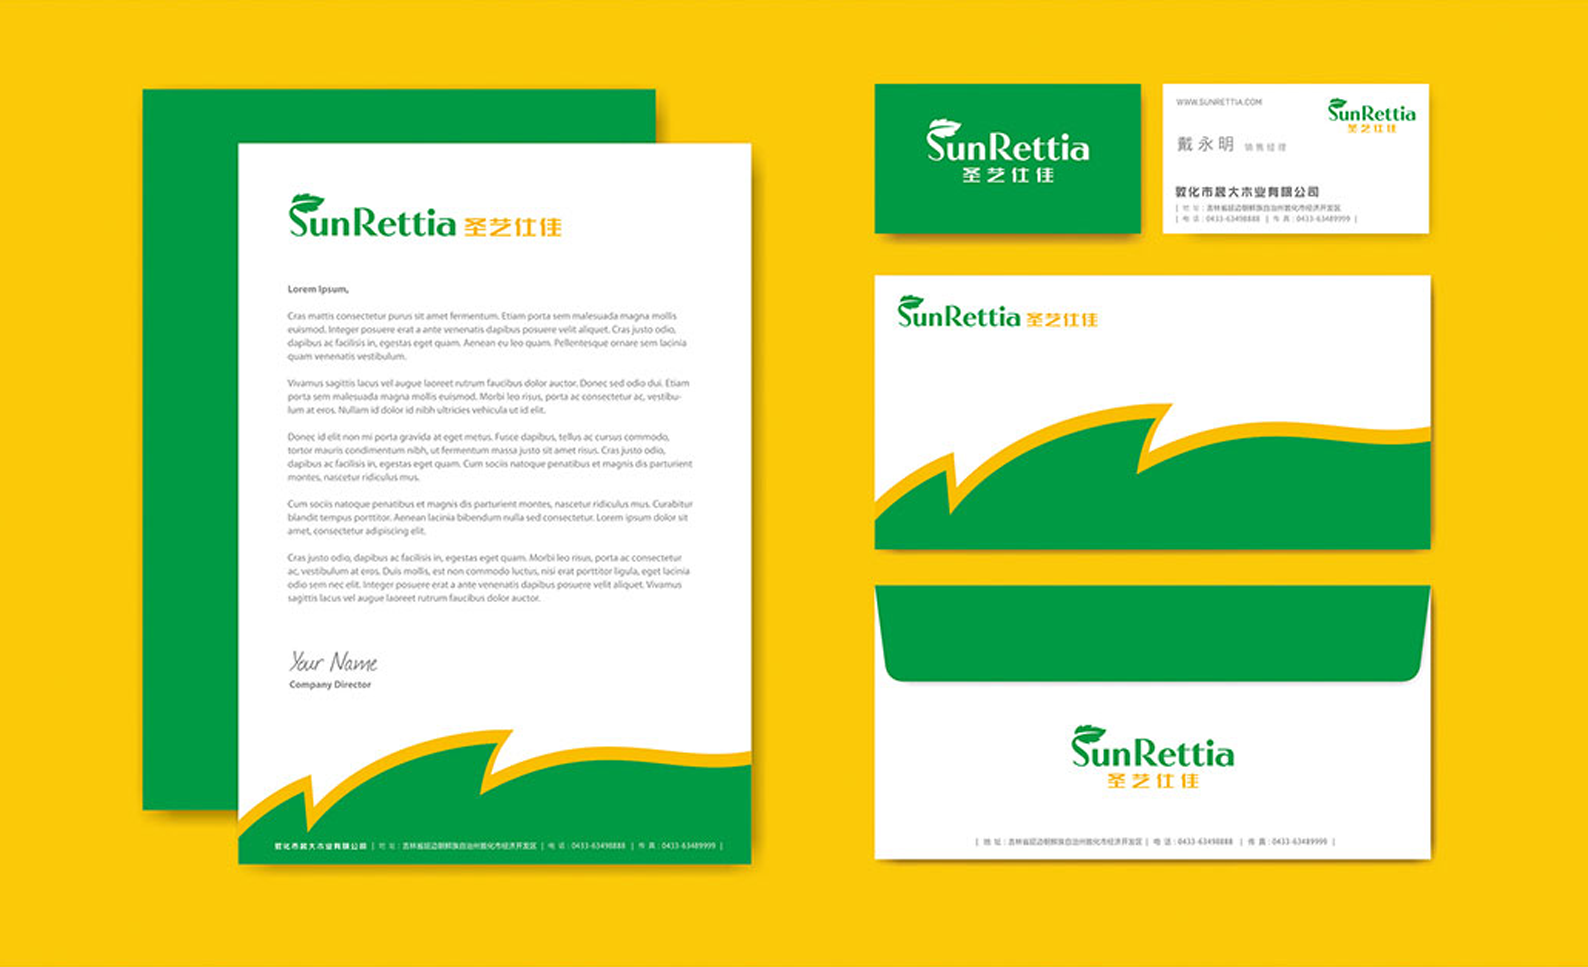 SunRettia 圣艺仕佳
Lorem Ipsum,
Cras mattis consectetur purus sit amet fermentum. Etiam porta sem malesuada magna mollis
euismod. Integer posuere erat a ante venenatis dapibus posuere velit aliquet. Cras justo odio,
dapibus ac facilisis in, egestas eget quam. Aenean eu leo quam. Pellentesque ornare sem lacinia
quam venenatis vestibulum.
Vivamus sagittis lacus vel augue laoreet rutrum faucibus dolor auctor. Donec sed odio dui. Etiam
porta sem malesuada magna mollis euismod. Morbi leo risus, porta ac consectetur ac, vestibu-
lum at eros. Nullam id dolor id nibh ultricies vehicula ut id elit.
Donec id elit non mi porta gravida at eget metus. Fusce dapibus, tellus ac cursus commodo,
tortor mauris condimentum nibh, ut fermentum massa justo sit amet risus. Cras justo odio,
dapibus ac facilisis in, egestas eget quam. Cum sociis natoque penatibus et magnis dis parturient
montes, nascetur ridiculus mus.
Cum sociis natoque penatibus et magnis dis parturient montes, nascetur ridiculus mus. Curabitur
blandit tempus porttitor. Aenean lacinia bibendum nulla sed consectetur. Lorem ipsum dolor sit
amet, consectetur adipiscing elit.
Cras justo odio, dapibus ac facilisis in, egestas eget quam. Morbi leo risus, porta ac consectetur
ac, vestibulum at eros. Duis mollis, est non commodo luctus, nisi erat porttitor ligula, eget lacinia
odio sem nec elit. Integer posuere erat a ante venenatis dapibus posuere velit aliquet. Vivamus
sagittis lacus vel augue laoreet rutrum faucibus dolor auctor.
Your Name
Company Director
敦化市晟大木业有限公司 | 地 址 : 吉林省延边朝鲜族自治州敦化市经济开发区 | 电 话 : 0433-63498888 | 传 真 : 0433-63489999 |
SunRettia
圣艺仕佳
WWW.SUNRETTIA.COM
SunRettia
圣艺仕佳
戴永明 销售经理
敦化市晟大木业有限公司
| 地 址 : 吉林省延边朝鲜族自治州敦化市经济开发区
| 电 话 : 0433-63498888 | 传 真 : 0433-63489999 |
SunRettia 圣艺仕佳
SunRettia
圣艺仕佳
| 地 址 : 吉林省延边朝鲜族自治州敦化市经济开发区 | 电 话 : 0433-63498888 | 传 真 : 0433-63489999 |